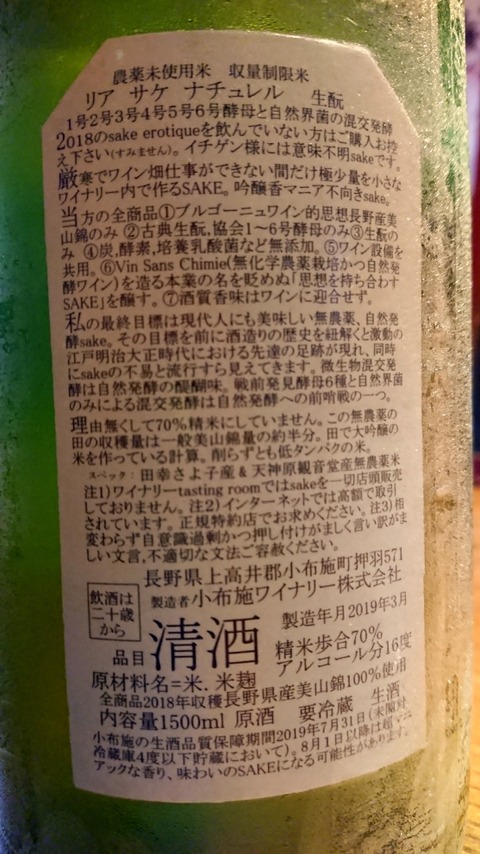 農薬未使用米　収量制限米
リア サケ ナチュレル　生酛
1号2号3号4号5号6号酵母と自然界菌の混交発酵
2018のsake erotiqueを飲んでいない方はご購入お控
え下さい(すみません)。イチゲン様には意味不明sakeです。
厳寒でワイン畑仕事ができない間だけ極少量を小さな
ワイナリー内で作るSAKE。吟醸香マニア不向きsake。
当方の全商品①ブルゴーニュワイン的思想長野産美
山錦のみ ②古典生酛,協会1〜6号酵母のみ③生酛の
み ④炭,酵素,培養乳酸菌など無添加。⑤ワイン設備を
共用。⑥Vin Sans Chimie(無化学農薬栽培かつ自然発
酵ワイン)を造る本業の名を貶めぬ｢思想を持ち合わす
SAKE｣を醸す。⑦酒質香味はワインに迎合せず。
私の最終目標は現代人にも美味しい無農薬、自然発
酵sake。その目標を前に酒造りの歴史を紐解くと激動の
江戸明治大正時代における先達の足跡が現れ、同時
にsakeの不易と流行すら見えてきます。微生物混交発
酵は自然発酵の醍醐味。戦前発見酵母6種と自然界菌
のみによる混交発酵は自然発酵への前哨戦の一つ。
理由無くして70%精米にしていません。この無農薬の
田の収穫量は一般美山錦量の約半分。田で大吟醸の
米を作っている計算。削らずとも低タンパクの米。
スペック：田幸さよ子産&天神原観音堂産無農薬米
注1)ワイナリーtasting roomではsakeを一切店頭販売
しておりません。注2)インターネットでは高額で取引
されています。正規特約店でお求めください。注3)相
変わらず自意識過剰かつ押し付けがましく言い訳がま
しい文言,不適切な文法ご容赦ください。
長野県上高井郡小布施町押羽571
製造者 小布施ワイナリー株式会社
飲酒は
二十歳
から
製造年月2019年3月
品目 清酒
精米歩合70%
アルコール分16度
原材料名=米．米麹
全商品2018年収穫長野県産美山錦100%使用
内容量1500ml 原酒　要冷蔵　生酒
小布施の生酒品質保障期間2019年7月31日(未開封
冷蔵庫4度以下貯蔵において)。8月1日以降は超マニ
アックな香り、味わいのSAKEになる可能性があります。